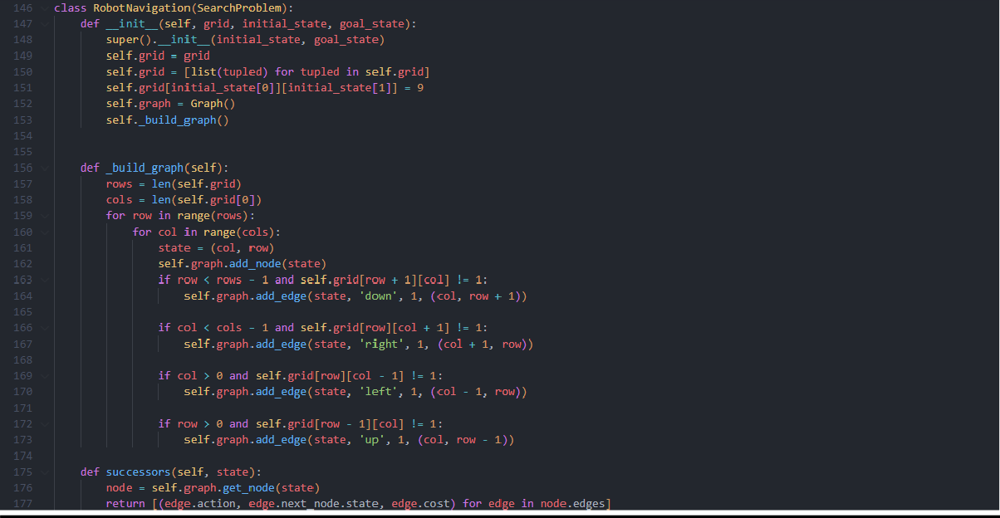 146 class RobotNavigation(SearchProblem):
147     def __init__(self, grid, initial_state, goal_state):
148         super().__init__(initial_state, goal_state)
149         self.grid = grid
150         self.grid = [list(tupled) for tupled in self.grid]
151         self.grid[initial_state[0]][initial_state[1]] = 9
152         self.graph = Graph()
153         self._build_graph()
154
155
156     def _build_graph(self):
157         rows = len(self.grid)
158         cols = len(self.grid[0])
159         for row in range(rows):
160             for col in range(cols):
161                 state = (col, row)
162                 self.graph.add_node(state)
163                 if row < rows - 1 and self.grid[row + 1][col] != 1:
164                     self.graph.add_edge(state, 'down', 1, (col, row + 1))
165
166                 if col < cols - 1 and self.grid[row][col + 1] != 1:
167                     self.graph.add_edge(state, 'right', 1, (col + 1, row))
168
169                 if col > 0 and self.grid[row][col - 1] != 1:
170                     self.graph.add_edge(state, 'left', 1, (col - 1, row))
171
172                 if row > 0 and self.grid[row - 1][col] != 1:
173                     self.graph.add_edge(state, 'up', 1, (col, row - 1))
174
175     def successors(self, state):
176         node = self.graph.get_node(state)
177         return [(edge.action, edge.next_node.state, edge.cost) for edge in node.edges]